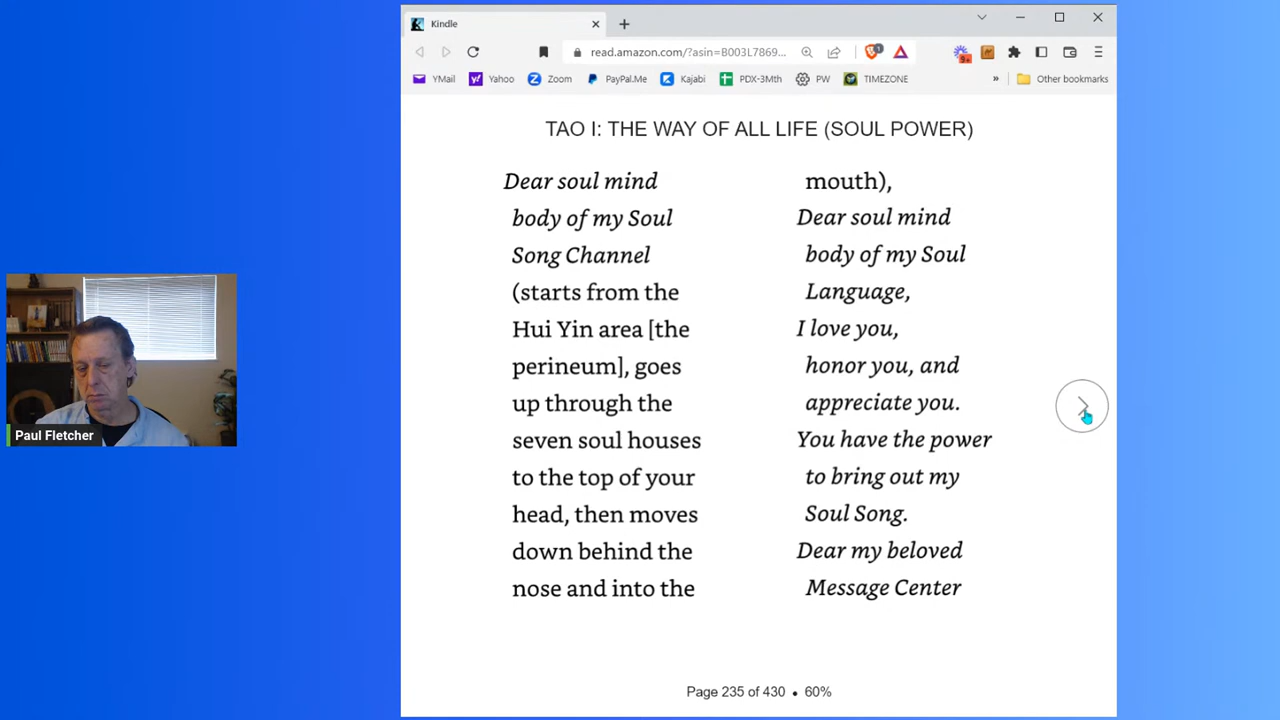 Kindle
read.amazon.com/?asin=B003L7869...
1
9+
YMail
Yahoo
Zoom
PayPal.Me
Kajabi
PDX-3Mth
PW
TIMEZONE
»
Other bookmarks
TAO I: THE WAY OF ALL LIFE (SOUL POWER)
Dear soul mind
body of my Soul
Song Channel
(starts from the
Hui Yin area [the
perineum], goes
up through the
seven soul houses
to the top of your
head, then moves
down behind the
nose and into the
mouth),
Dear soul mind
body of my Soul
Language,
I love you,
honor you, and
appreciate you.
You have the power
to bring out my
Soul Song.
Dear my beloved
Message Center
Page 235 of 430 • 60%
Paul Fletcher